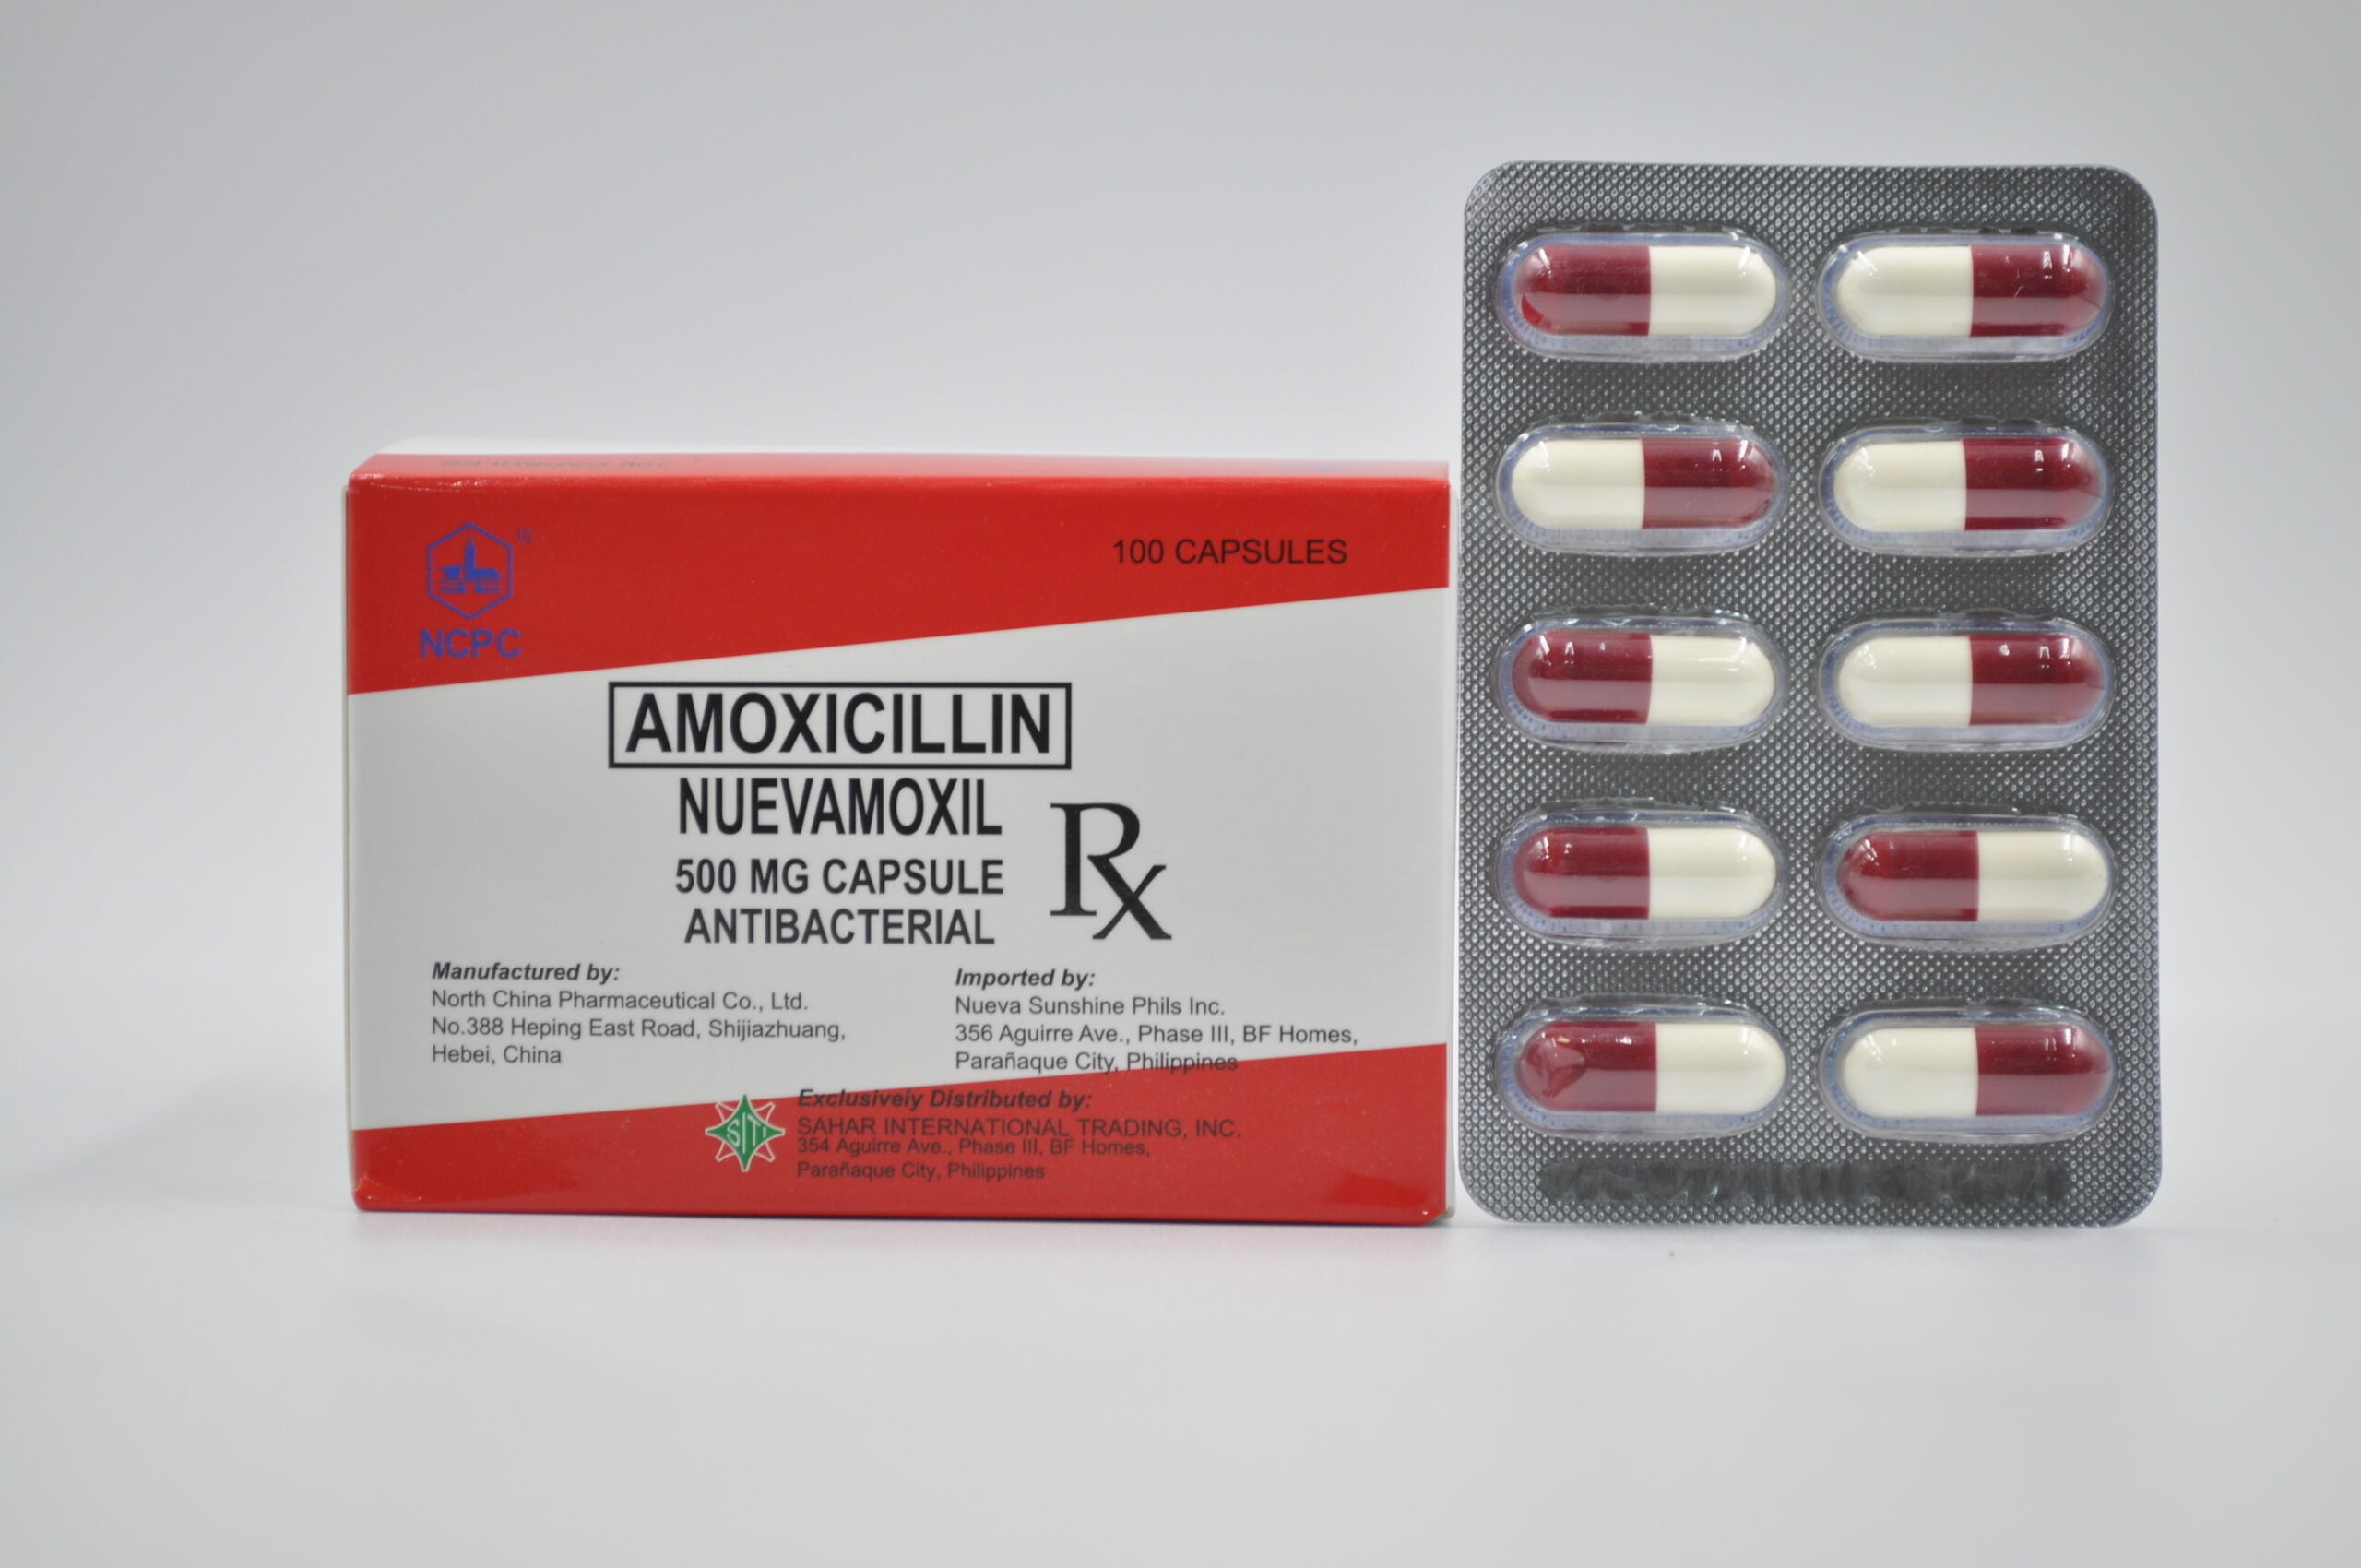 NCPC
100 CAPSULES
AMOXICILLIN
NUEVAMOXIL
500 MG CAPSULE
ANTIBACTERIAL
Rx
Manufactured by:
North China Pharmaceutical Co., Ltd.
No.388 Heping East Road, Shijiazhuang,
Hebei, China
Imported by:
Nueva Sunshine Phils Inc.
356 Aguirre Ave., Phase III, BF Homes,
Parañaque City, Philippines
SITI
Exclusively Distributed by:
SAHAR INTERNATIONAL TRADING, INC.
354 Aguirre Ave., Phase III, BF Homes,
Parañaque City, Philippines